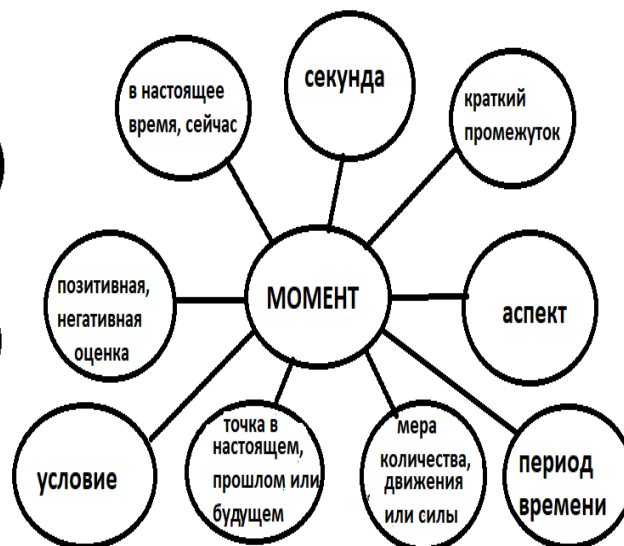 в настоящее
время, сейчас
секунда
краткий
промежуток
позитивная,
негативная
оценка
МОМЕНТ
аспект
условие
точка в
настоящем,
прошлом или
будущем
мера
количества,
движения
или силы
период
времени